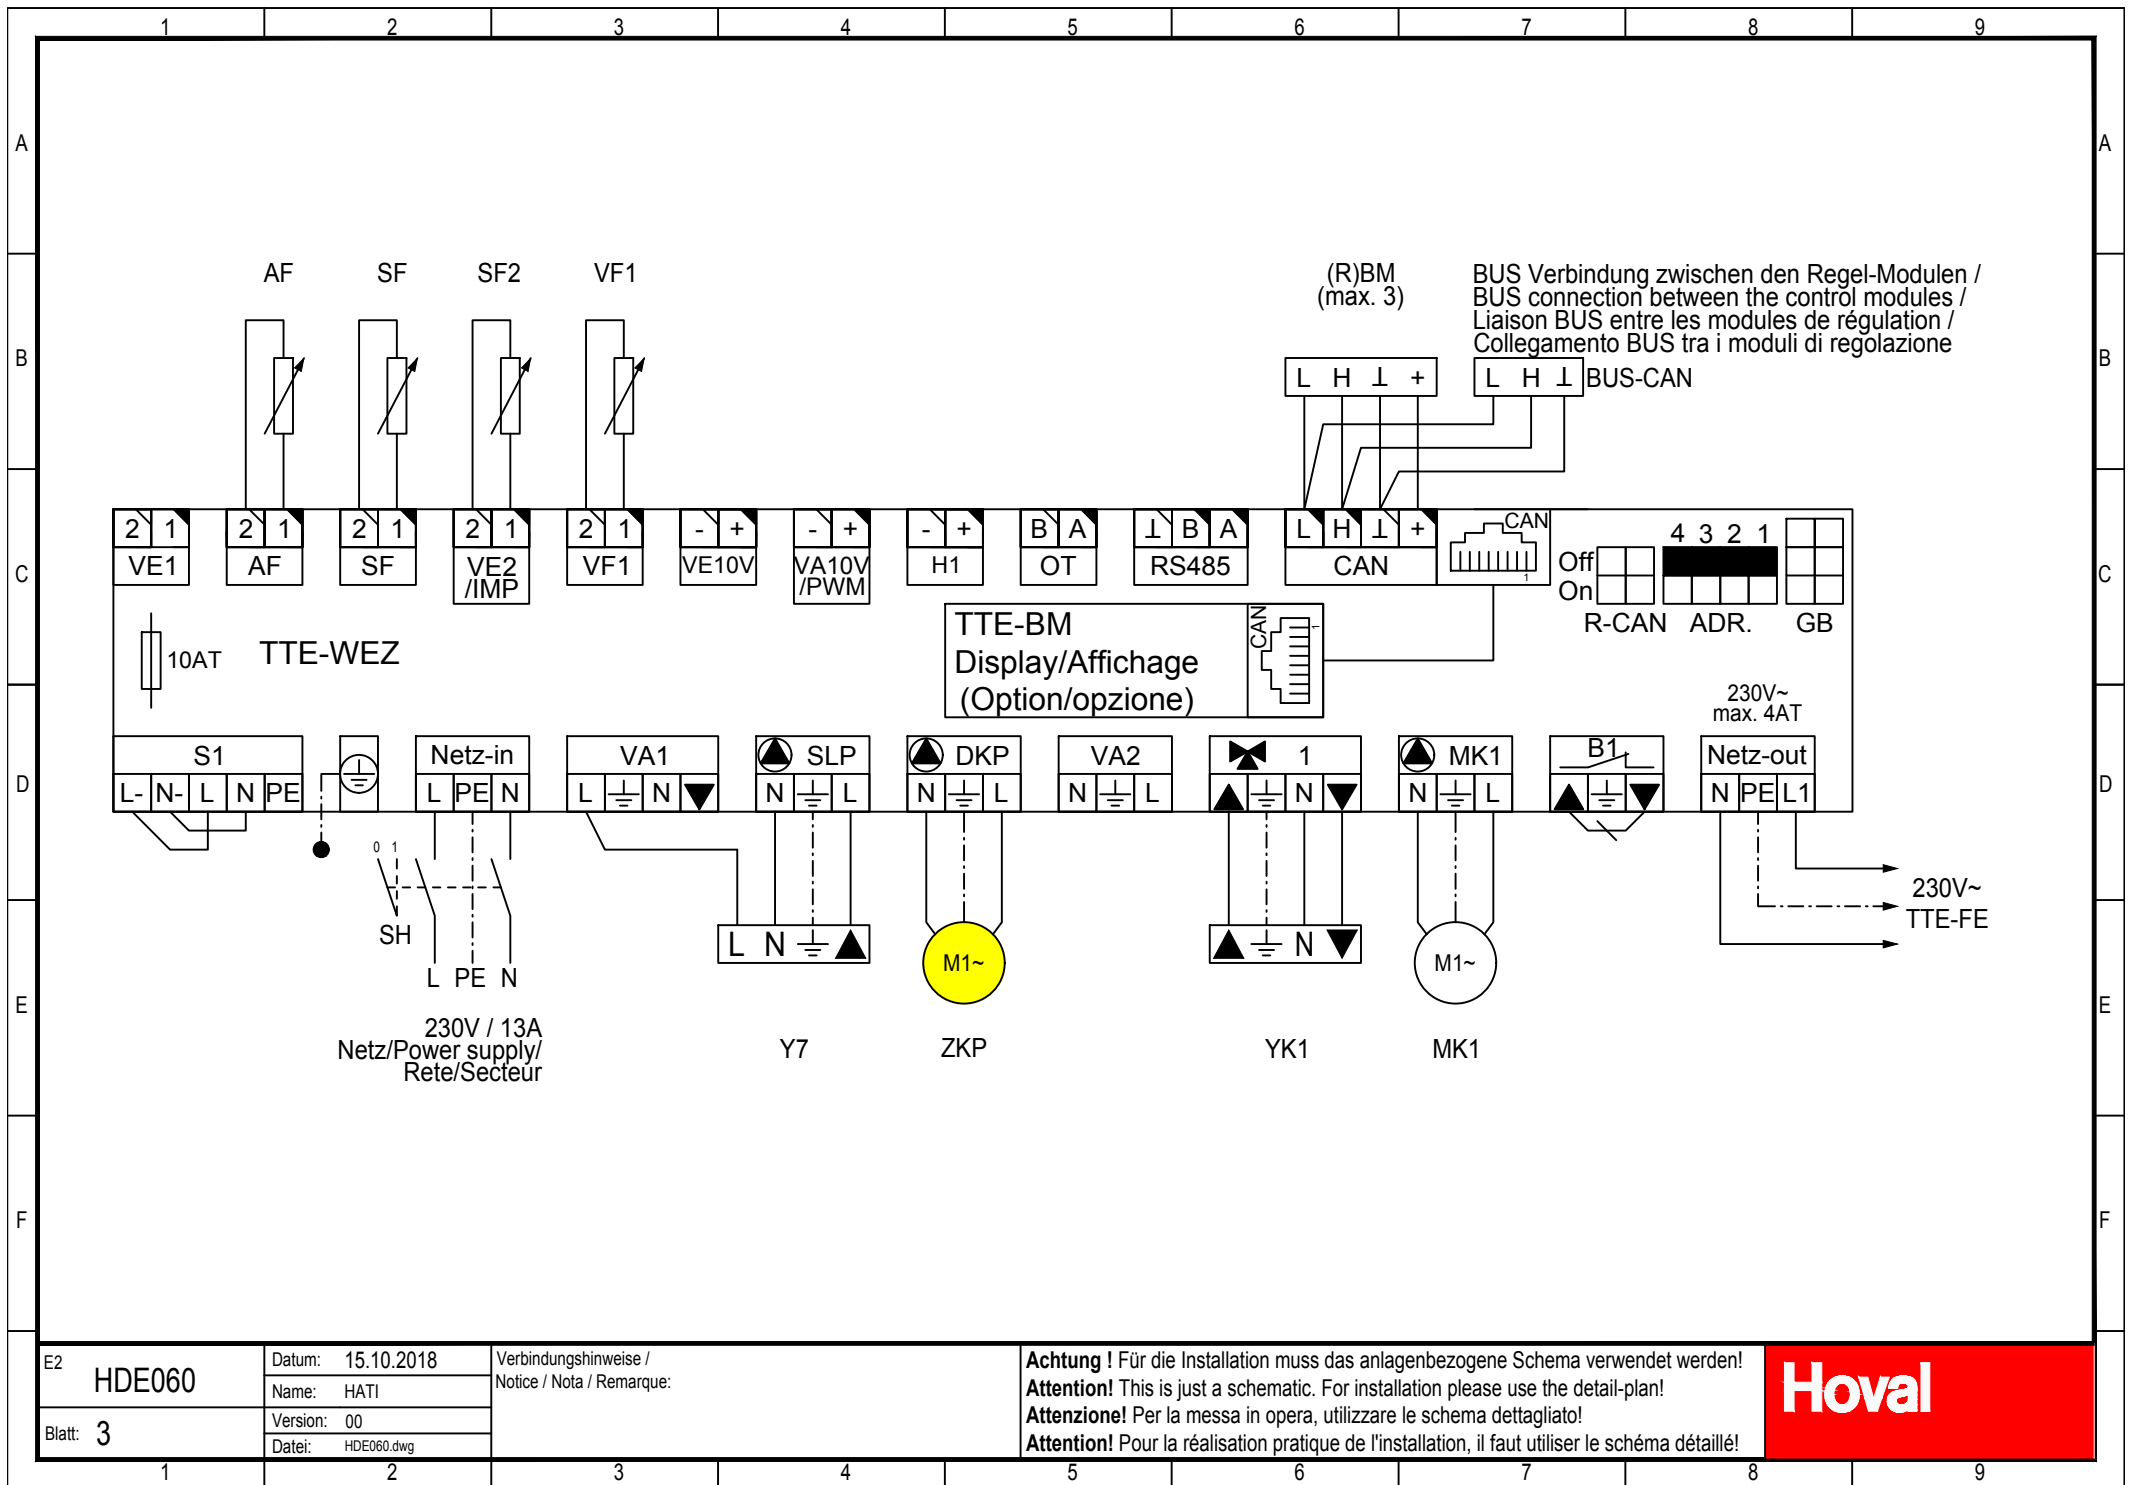 1 2 3 4 5 6 7 8 9
A A
AF SF SF2 VF1 (R)BM
(max. 3)
BUS Verbindung zwischen den Regel-Modulen /
BUS connection between the control modules /
Liaison BUS entre les modules de régulation /
Collegamento BUS tra i moduli di regolazione
B B
L H ⊥ + L H ⊥ BUS-CAN
2 1 2 1 2 1 2 1 2 1 - + - + - + B A ⊥ B A L H ⊥ + CAN 4 3 2 1
VE1 AF SF VE2 VF1 VE10V VA10V H1 OT RS485 CAN 1 Off
/IMP /PWM On
C C
R-CAN ADR. GB
10AT TTE-WEZ
TTE-BM
Display/Affichage
(Option/opzione)
CAN 1
230V~
max. 4AT
S1 Netz-in VA1 SLP DKP VA2 1 MK1 B1 Netz-out
D D
L- N- L N PE L PE N L N N L N L N L N N L N PE L1
0 1
SH
L PE N
L N N
M1~ M1~
230V~
TTE-FE
E E
230V / 13A
Netz/Power supply/
Rete/Secteur
Y7 ZKP YK1 MK1
F F
E2 HDE060
Blatt: 3
Datum: 15.10.2018
Name: HATI
Version: 00
Datei: HDE060.dwg
Verbindungshinweise /
Notice / Nota / Remarque:
Achtung ! Für die Installation muss das anlagenbezogene Schema verwendet werden!
Attention! This is just a schematic. For installation please use the detail-plan!
Attenzione! Per la messa in opera, utilizzare le schema dettagliato!
Attention! Pour la réalisation pratique de l'installation, il faut utiliser le schéma détaillé!
Hoval
1 2 3 4 5 6 7 8 9